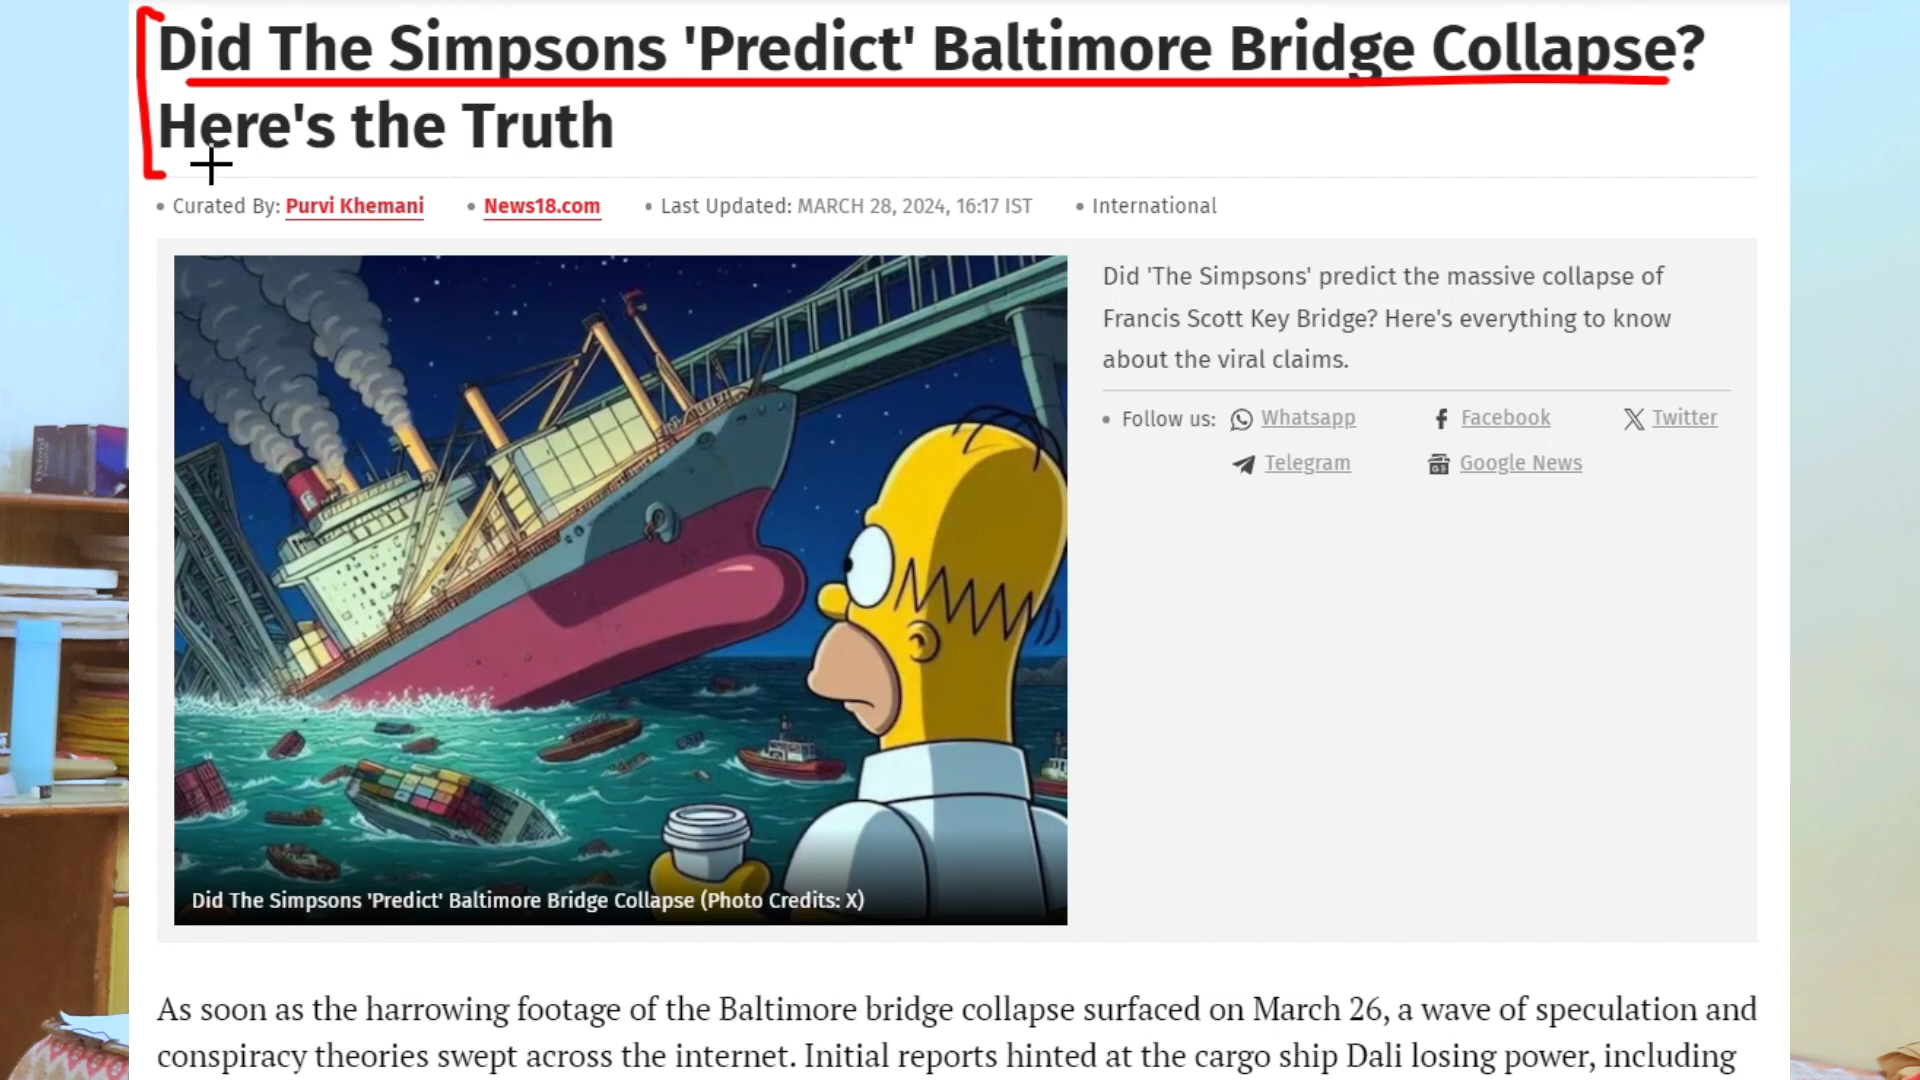 Did The Simpsons 'Predict' Baltimore Bridge Collapse?
Here's the Truth
• Curated By: Purvi Khemani • News18.com • Last Updated: MARCH 28, 2024, 16:17 IST • International
Did 'The Simpsons' predict the massive collapse of
Francis Scott Key Bridge? Here's everything to know
about the viral claims.
• Follow us: Whatsapp Facebook Twitter
Telegram Google News
Did The Simpsons 'Predict' Baltimore Bridge Collapse (Photo Credits: X)
As soon as the harrowing footage of the Baltimore bridge collapse surfaced on March 26, a wave of speculation and
conspiracy theories swept across the internet. Initial reports hinted at the cargo ship Dali losing power, including